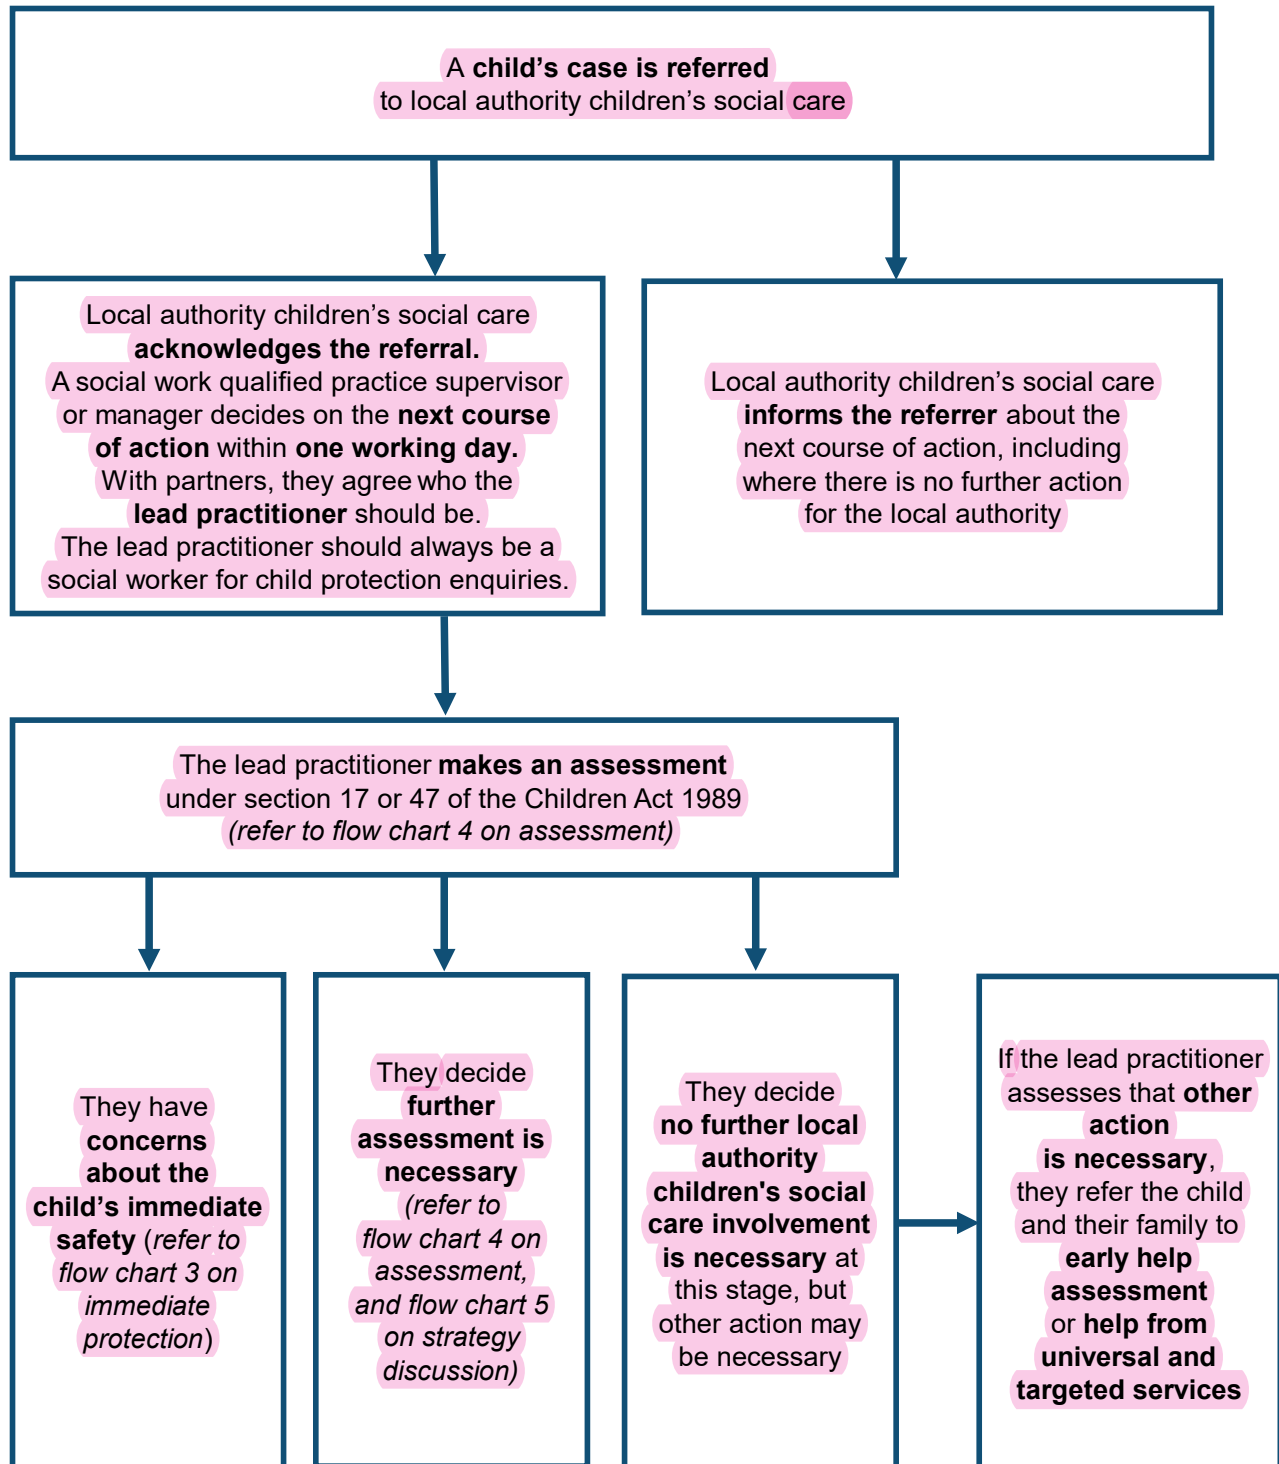 A child’s case is referred
to local authority children’s social care
Local authority children’s social care
acknowledges the referral.
A social work qualified practice supervisor
or manager decides on the next course
of action within one working day.
With partners, they agree who the
lead practitioner should be.
The lead practitioner should always be a
social worker for child protection enquiries.
Local authority children’s social care
informs the referrer about the
next course of action, including
where there is no further action
for the local authority
The lead practitioner makes an assessment
under section 17 or 47 of the Children Act 1989
(refer to flow chart 4 on assessment)
They have
concerns
about the
child’s immediate
safety (refer to
flow chart 3 on
immediate
protection)
They decide
further
assessment is
necessary
(refer to
flow chart 4 on
assessment,
and flow chart 5
on strategy
discussion)
They decide
no further local
authority
children's social
care involvement
is necessary at
this stage, but
other action may
be necessary
If the lead practitioner
assesses that other
action
is necessary,
they refer the child
and their family to
early help
assessment
or help from
universal and
targeted services